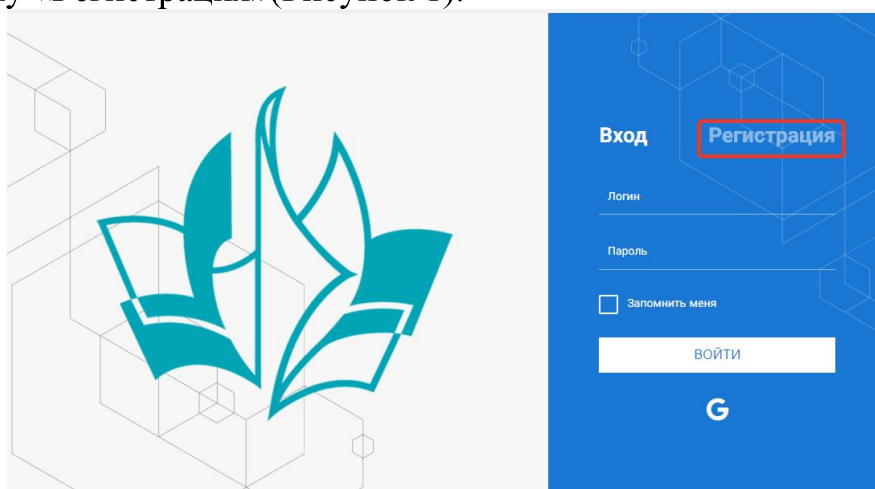 Вход Регистрация
Логин
Пароль
Запомнить меня
ВОЙТИ
G